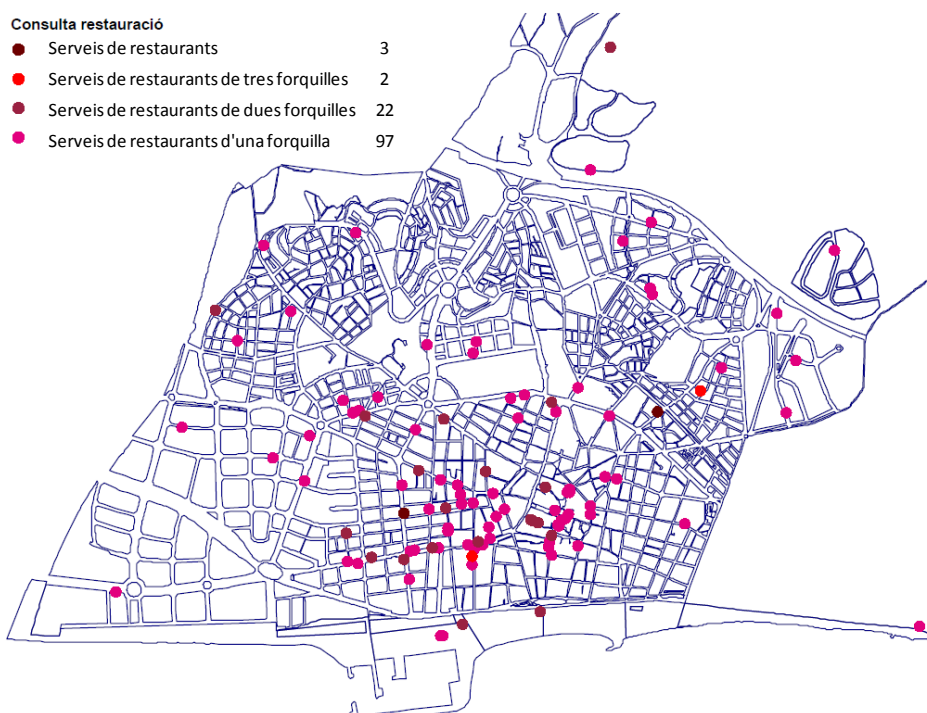 Consulta restauració
Serveis de restaurants 3
Serveis de restaurants de tres forquilles 2
Serveis de restaurants de dues forquilles 22
Serveis de restaurants d'una forquilla 97